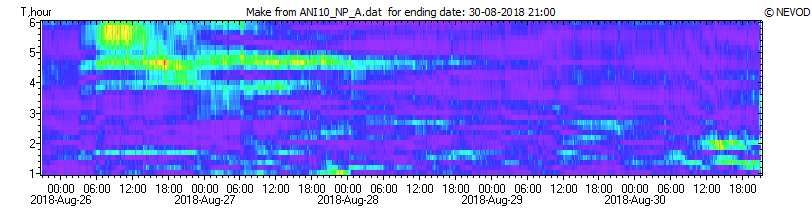 T,hour Make from ANI10_NP_A.dat for ending date: 30-08-2018 21:00 © NEVOD
6
5
4
3
2
1
00:00 06:00 12:00 18:00 00:00 06:00 12:00 18:00 00:00 06:00 12:00 18:00 00:00 06:00 12:00 18:00 00:00 06:00 12:00 18:00
2018-Aug-26 2018-Aug-27 2018-Aug-28 2018-Aug-29 2018-Aug-30